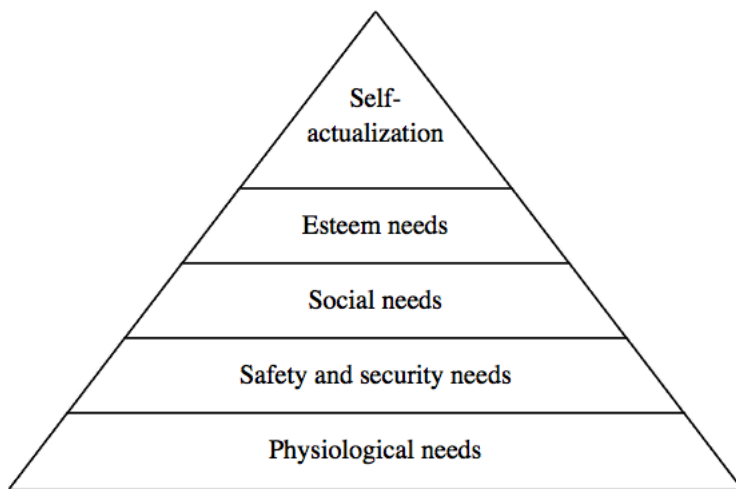 Self-
actualization
Esteem needs
Social needs
Safety and security needs
Physiological needs